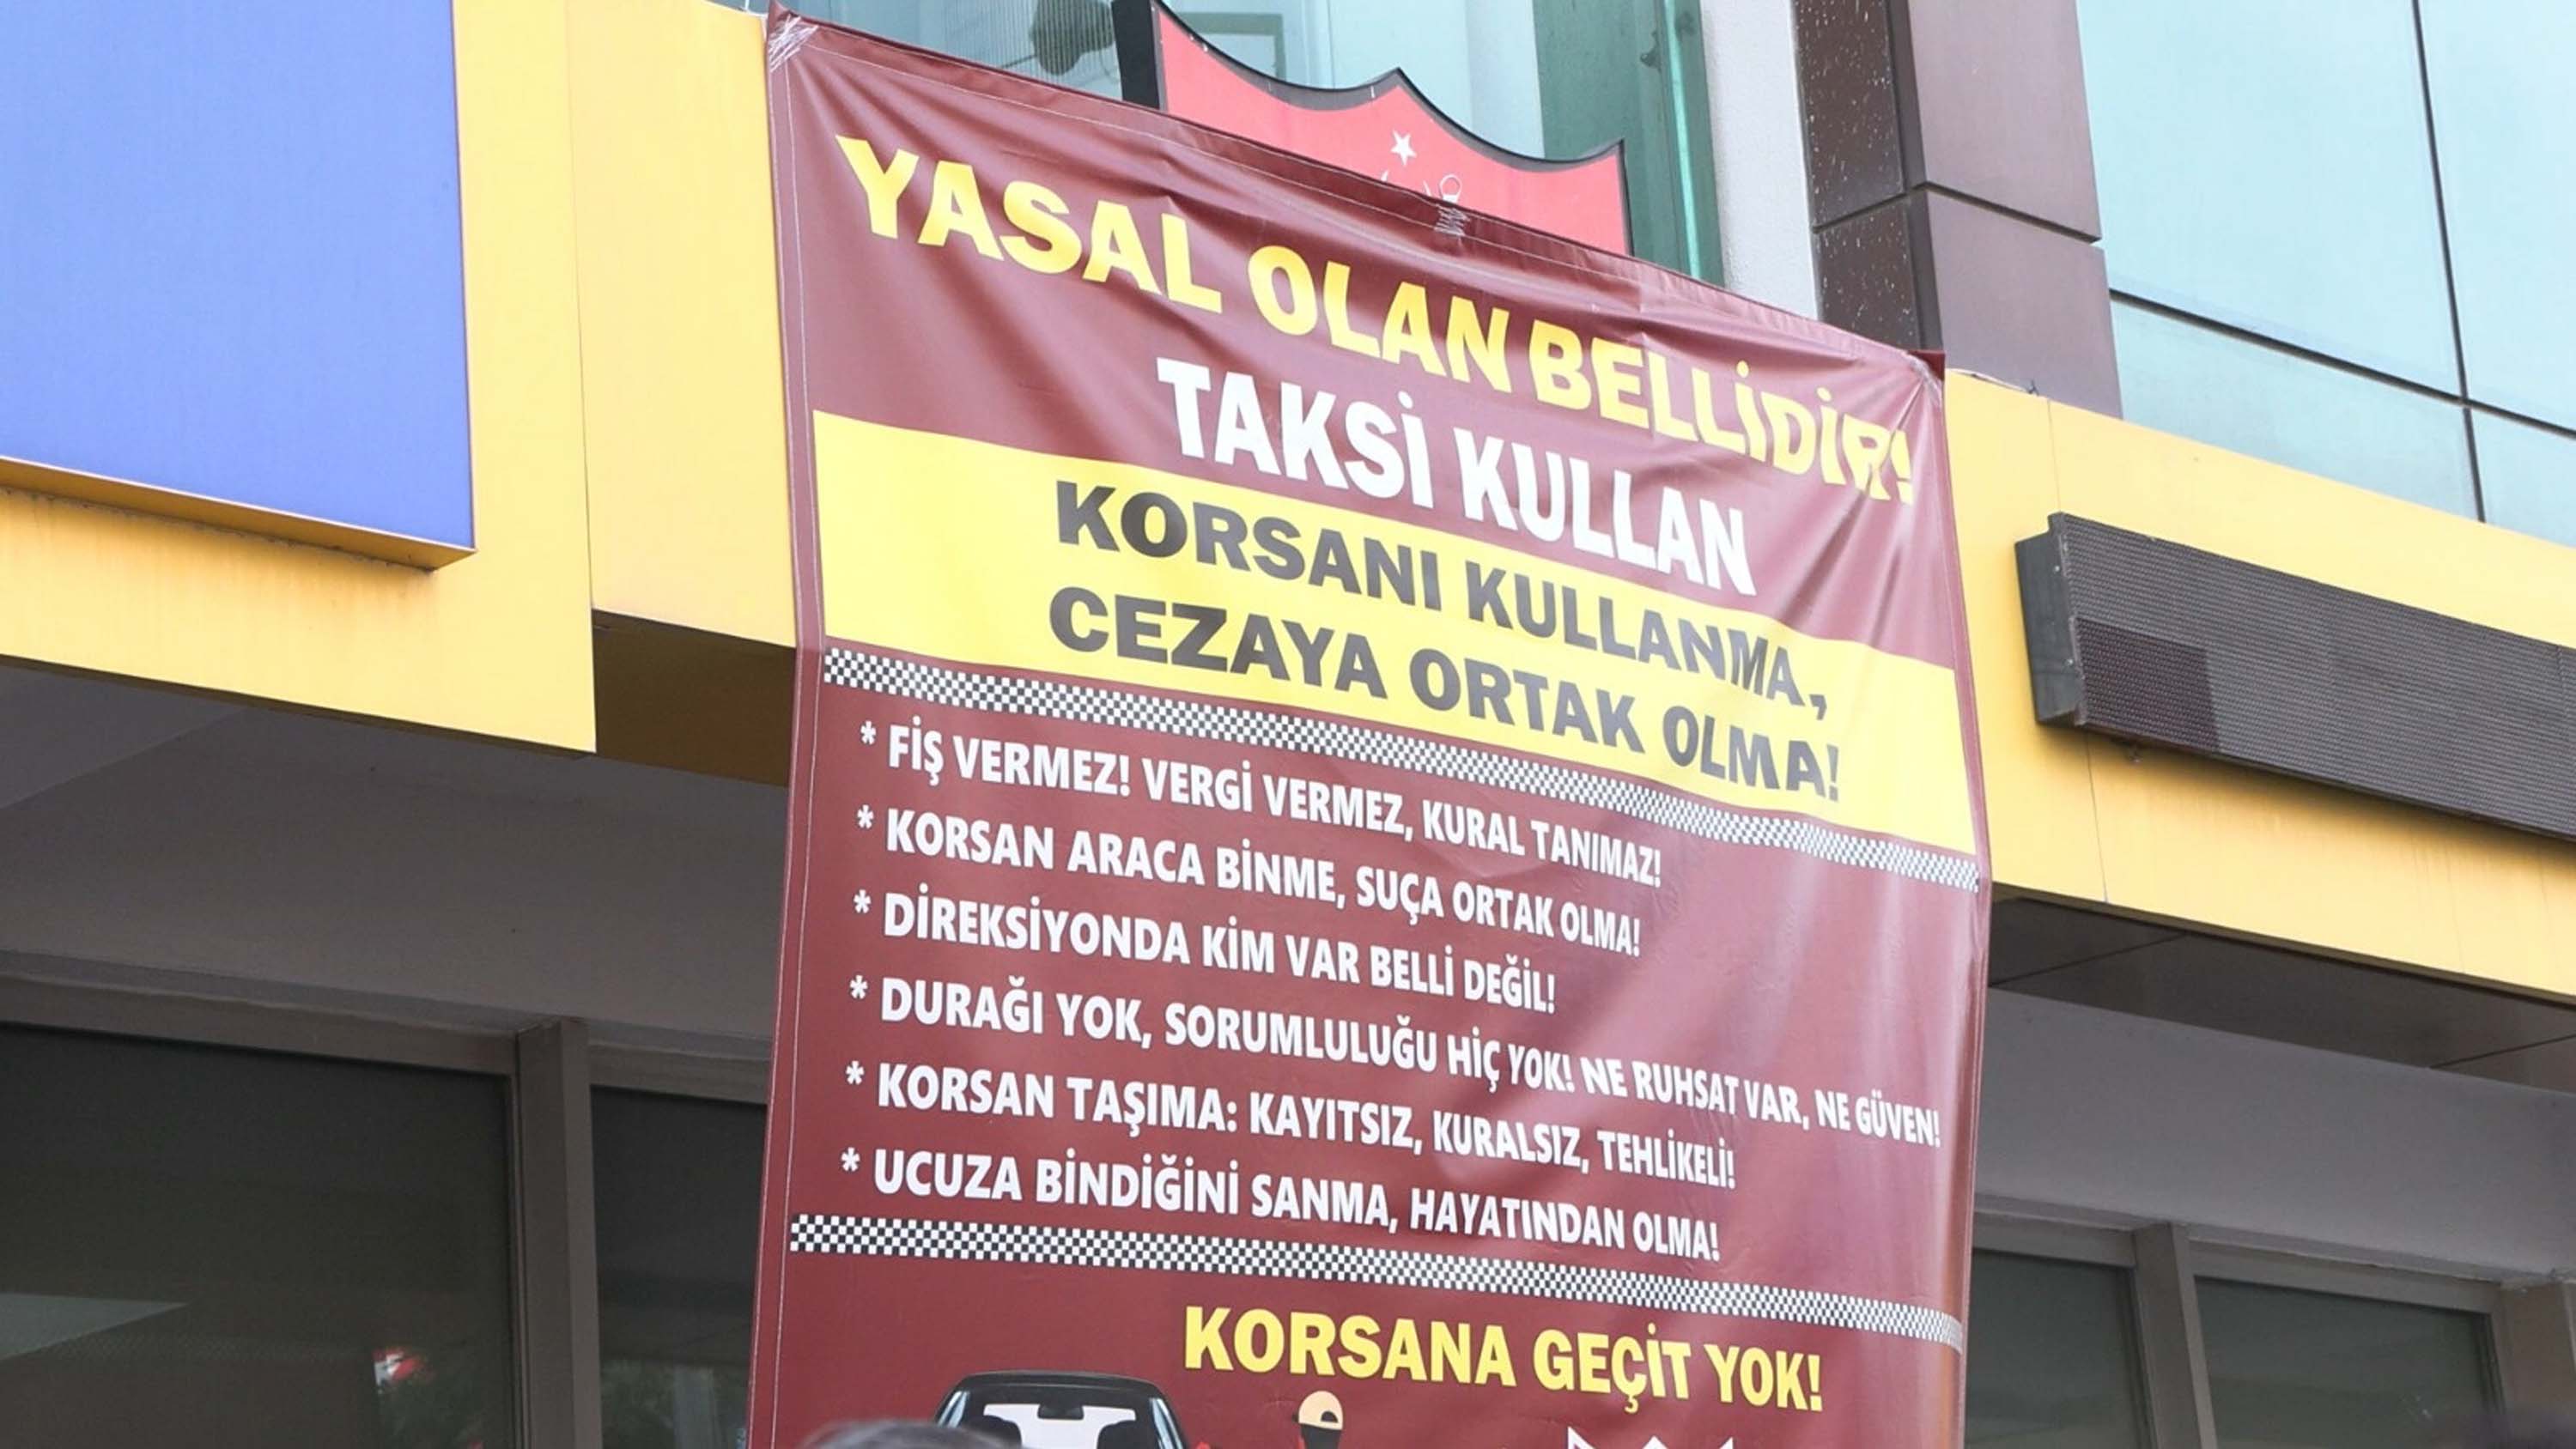 YASAL OLAN BELLİDİR!
TAKSİ KULLAN
KORSANI KULLANMA,
CEZAYA ORTAK OLMA!
* FİŞ VERMEZ! VERGİ VERMEZ, KURAL TANIMAZ!
* KORSAN ARACA BİNME, SUÇA ORTAK OLMA!
* DİREKSİYONDA KİM VAR BELLİ DEĞİL!
* DURAĞI YOK, SORUMLULUĞU HİÇ YOK! NE RUHSAT VAR, NE GÜVEN!
* KORSAN TAŞIMA: KAYITSIZ, KURALSIZ, TEHLİKELİ!
* UCUZA BİNDİĞİNİ SANMA, HAYATINDAN OLMA!
KORSANA GEÇİT YOK!